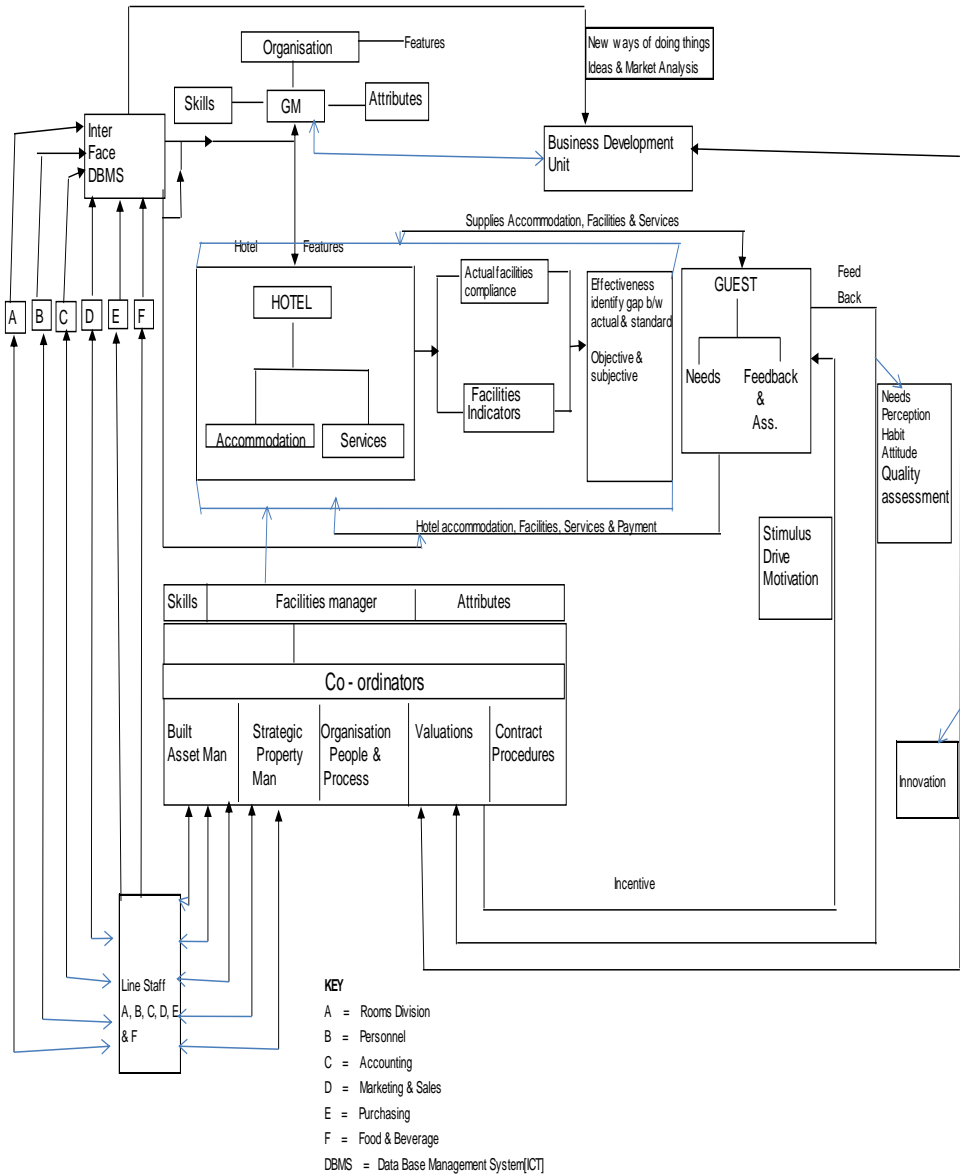 Organisation
Features
New ways of doing things
Ideas & Market Analysis
Skills
GM
Attributes
Inter
Face
DBMS
Business Development
Unit
Supplies Accommodation, Facilities & Services
Hotel
Features
HOTEL
Accommodation
Services
Actual facilities
compliance
Facilities
Indicators
Effectiveness
identify gap b/w
actual & standard
Objective &
subjective
GUEST
Needs
Feedback
&
Ass.
Feed
Back
A
B
C
D
E
F
Needs
Perception
Habit
Attitude
Quality
assessment
Hotel accommodation, Facilities, Services & Payment
Stimulus
Drive
Motivation
Skills
Facilities manager
Attributes
Co - ordinators
Built
Asset Man
Strategic
Property
Man
Organisation
People &
Process
Valuations
Contract
Procedures
Innovation
Incentive
Line Staff
A, B, C, D, E
& F
KEY
A = Rooms Division
B = Personnel
C = Accounting
D = Marketing & Sales
E = Purchasing
F = Food & Beverage
DBMS = Data Base Management System[ICT]